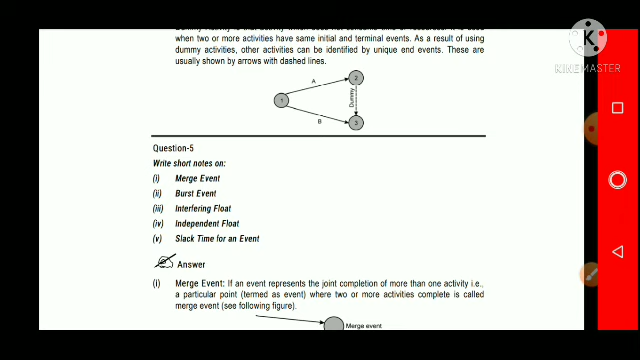 when two or more activities have same initial and terminal events. As a result of using
dummy activities, other activities can be identified by unique end events. These are
usually shown by arrows with dashed lines.
A
2
1
Dummy
B
3
Question-5
Write short notes on:
(i) Merge Event
(ii) Burst Event
(iii) Interfering Float
(iv) Independent Float
(v) Slack Time for an Event
Answer
(i) Merge Event: If an event represents the joint completion of more than one activity i.e.,
a particular point (termed as event) where two or more activities complete is called
merge event (see following figure).
Merge event
K
KINEMASTER